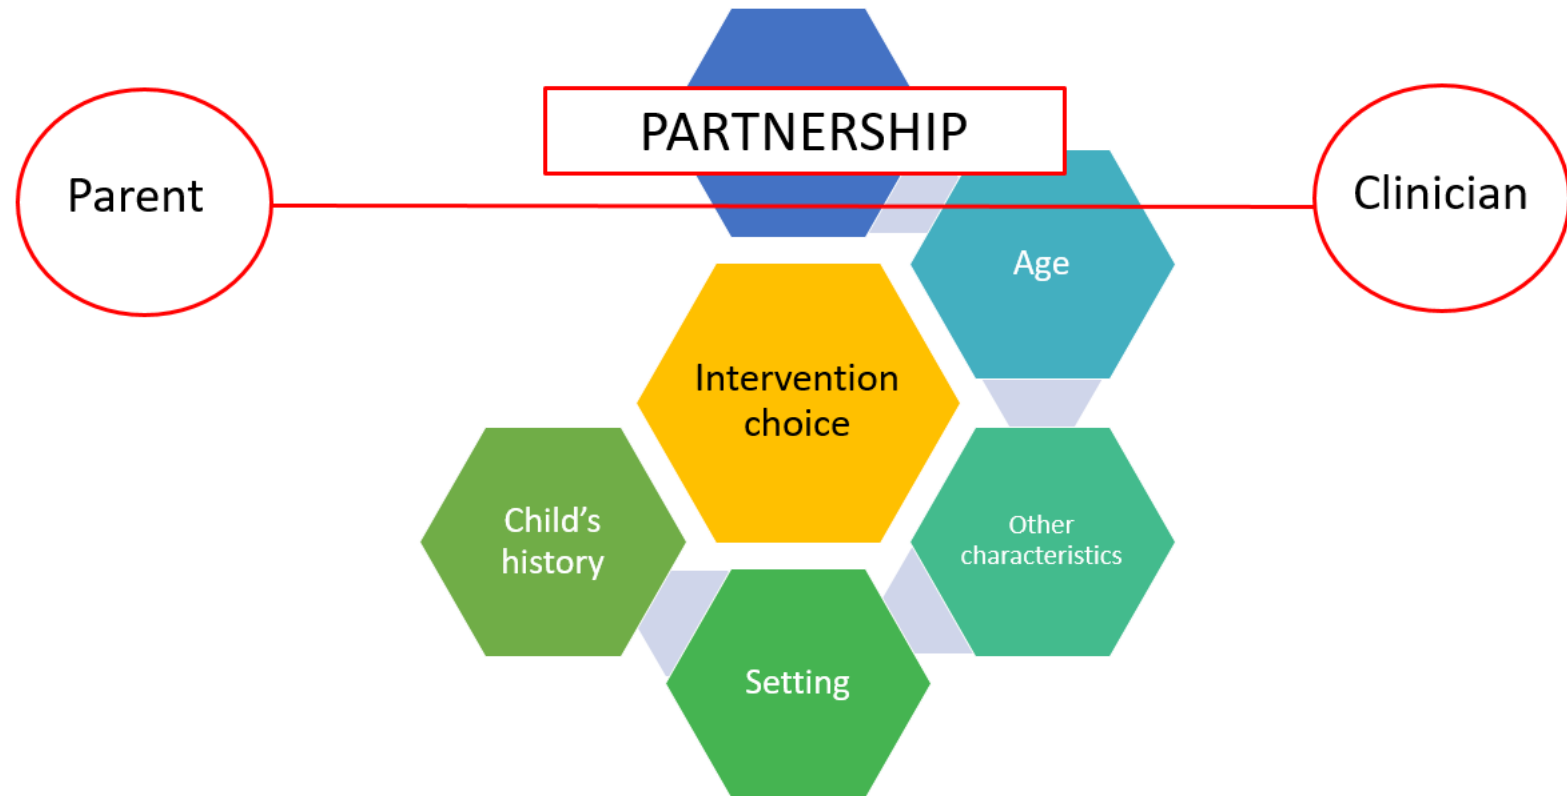 PARTNERSHIP
Parent
Clinician
Age
Intervention
choice
Child’s
history
Other
characteristics
Setting